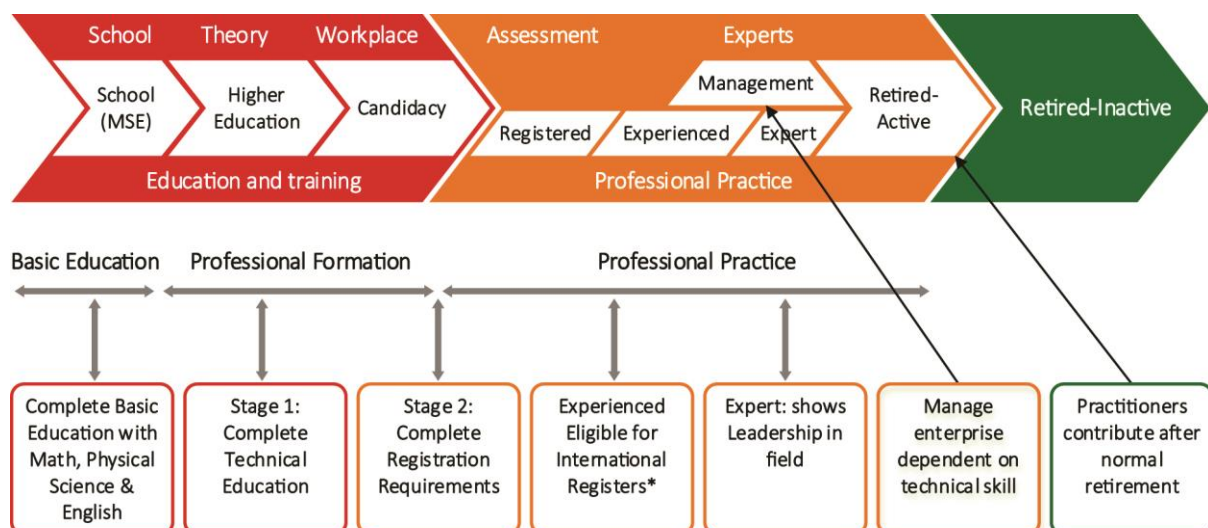 School
Theory
Workplace
Assessment
Experts
School
(MSE)
Higher
Education
Candidacy
Management
Registered
Experienced
Expert
Retired-
Active
Retired-Inactive
Education and training
Professional Practice
Basic Education
Professional Formation
Professional Practice
Complete Basic
Education with
Math, Physical
Science &
English
Stage 1:
Complete
Technical
Education
Stage 2:
Complete
Registration
Requirements
Experienced
Eligible for
International
Registers*
Expert: shows
Leadership in
field
Manage
enterprise
dependent on
technical skill
Practitioners
contribute after
normal
retirement